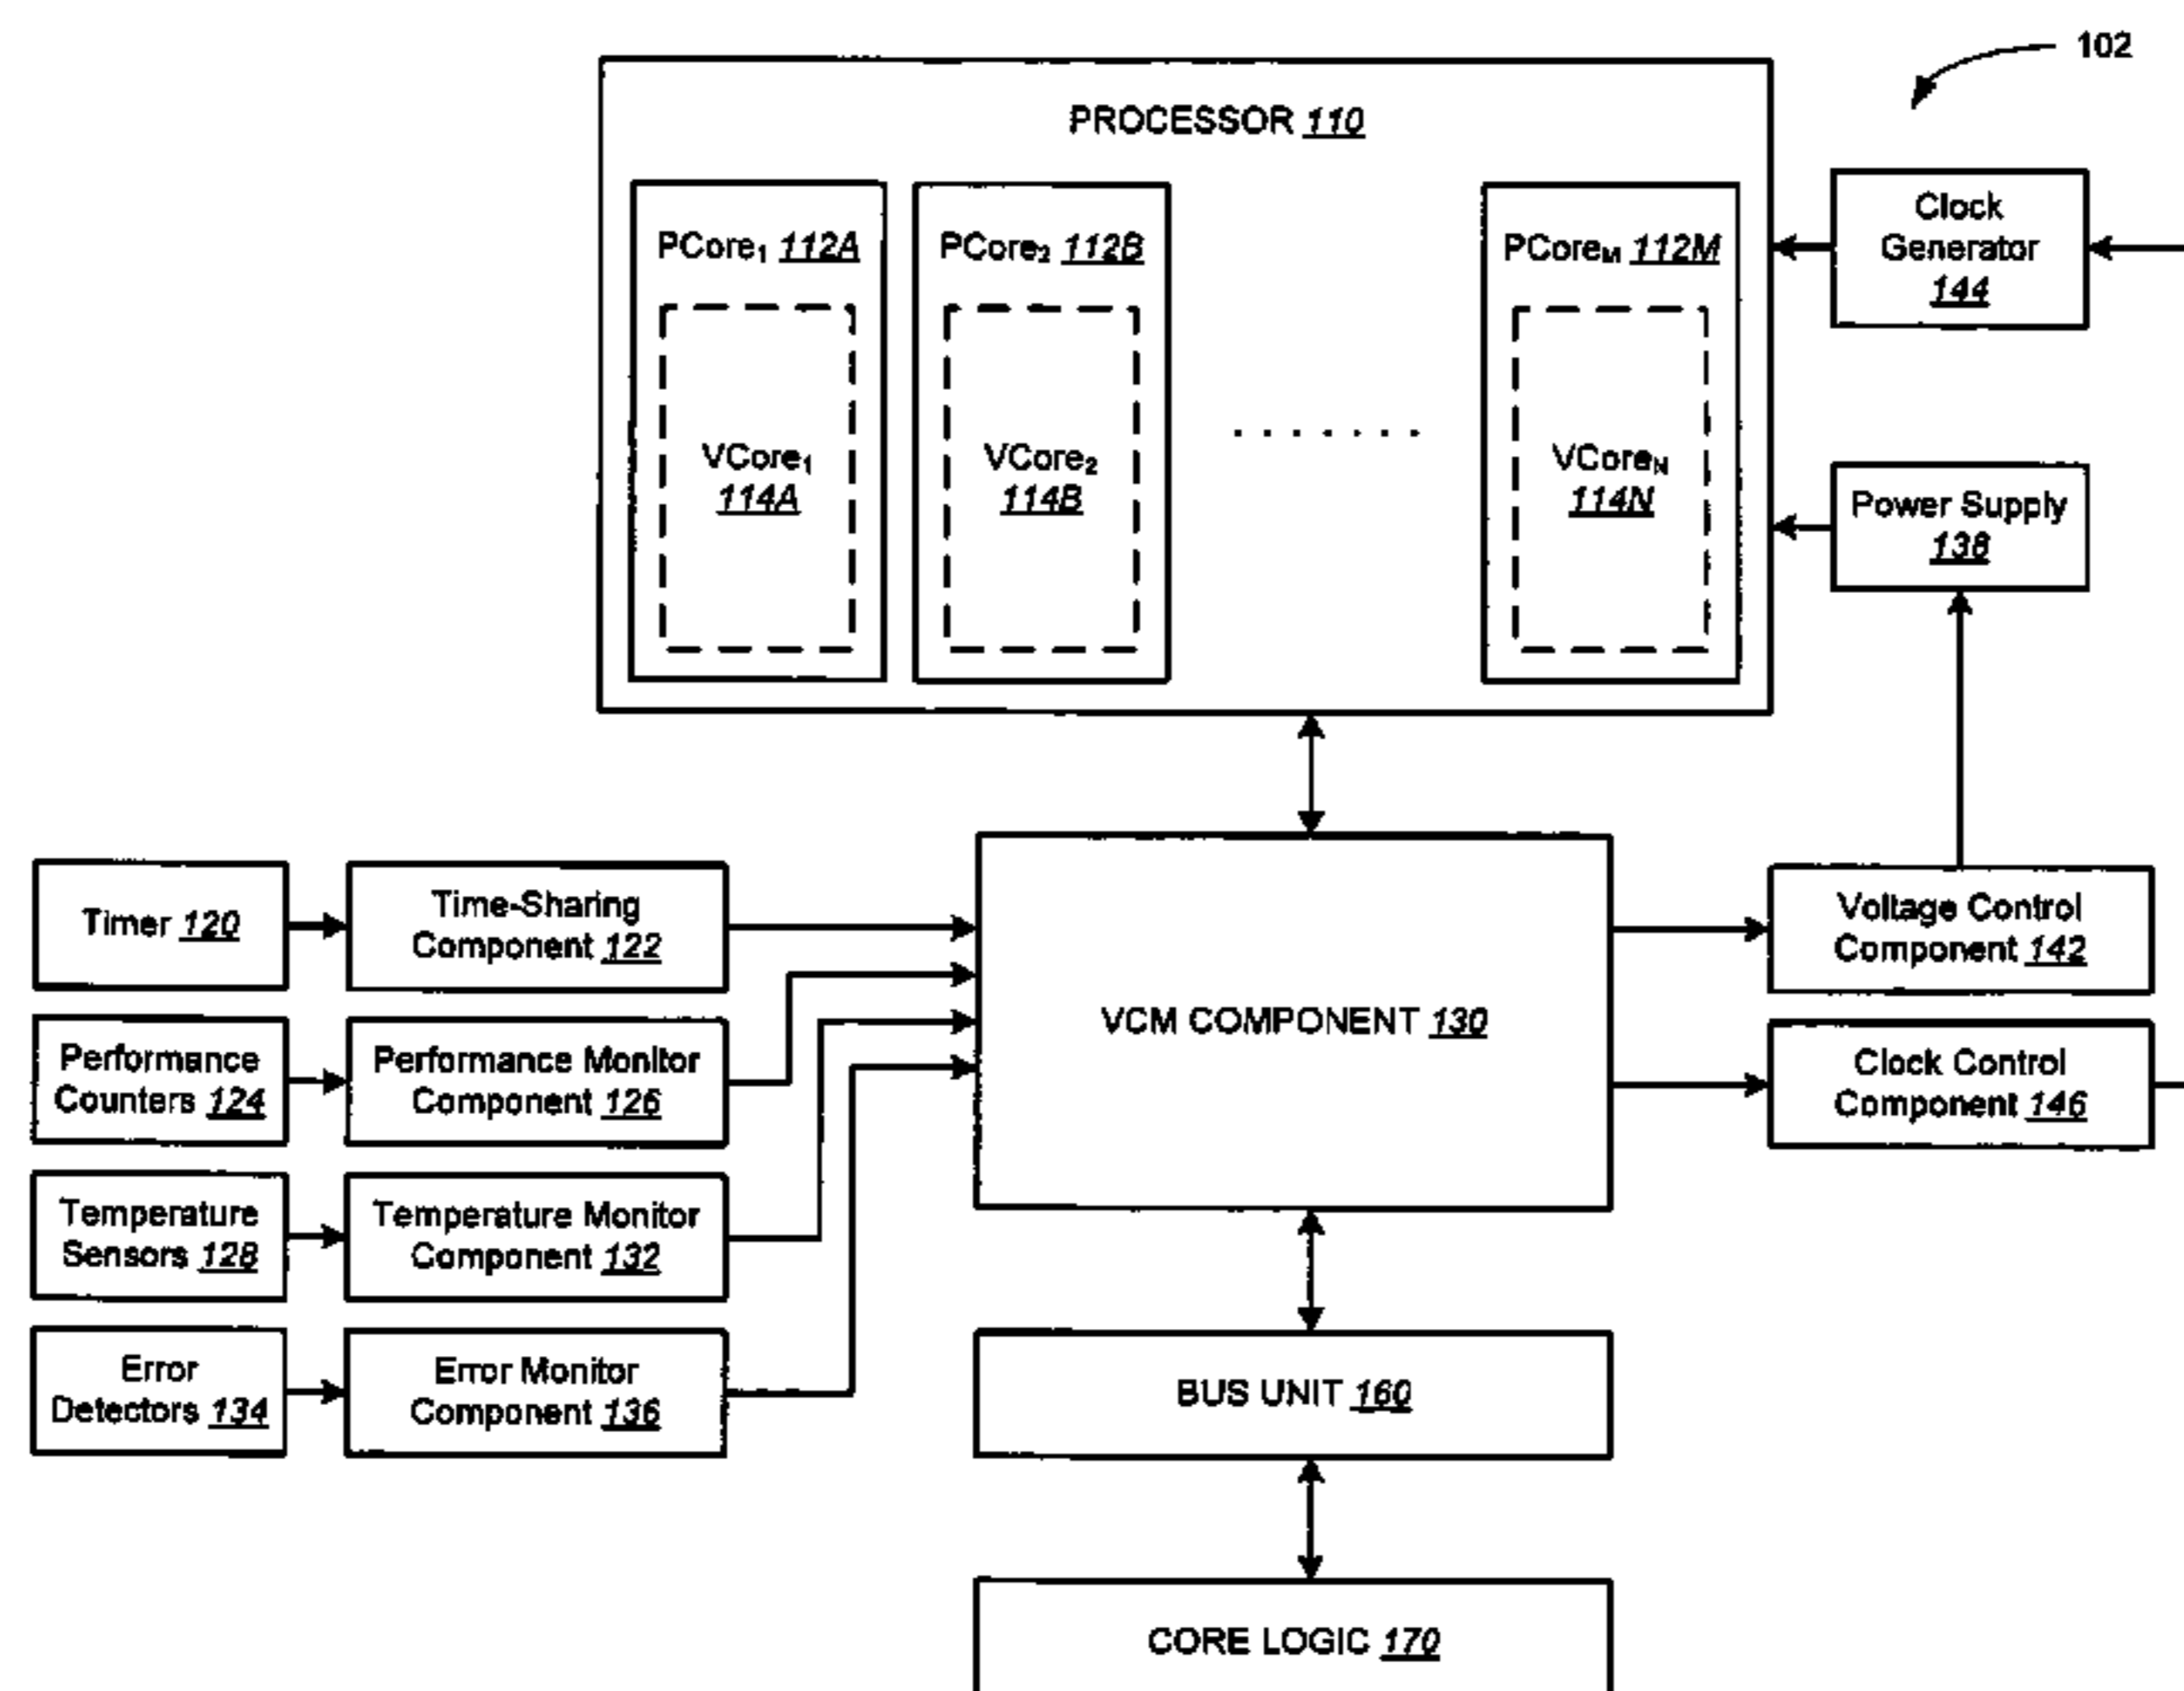 102
PROCESSOR 110
PCore₁ 112A
PCore₂ 112B
PCoreM 112M
VCore₁
114A
VCore₂
114B
VCoreN
114N
Clock
Generator
144
Power Supply
138
Timer 120
Time-Sharing
Component 122
Performance
Counters 124
Performance Monitor
Component 126
Temperature
Sensors 128
Temperature Monitor
Component 132
Error
Detectors 134
Error Monitor
Component 136
VCM COMPONENT 130
Voltage Control
Component 142
Clock Control
Component 146
BUS UNIT 160
CORE LOGIC 170